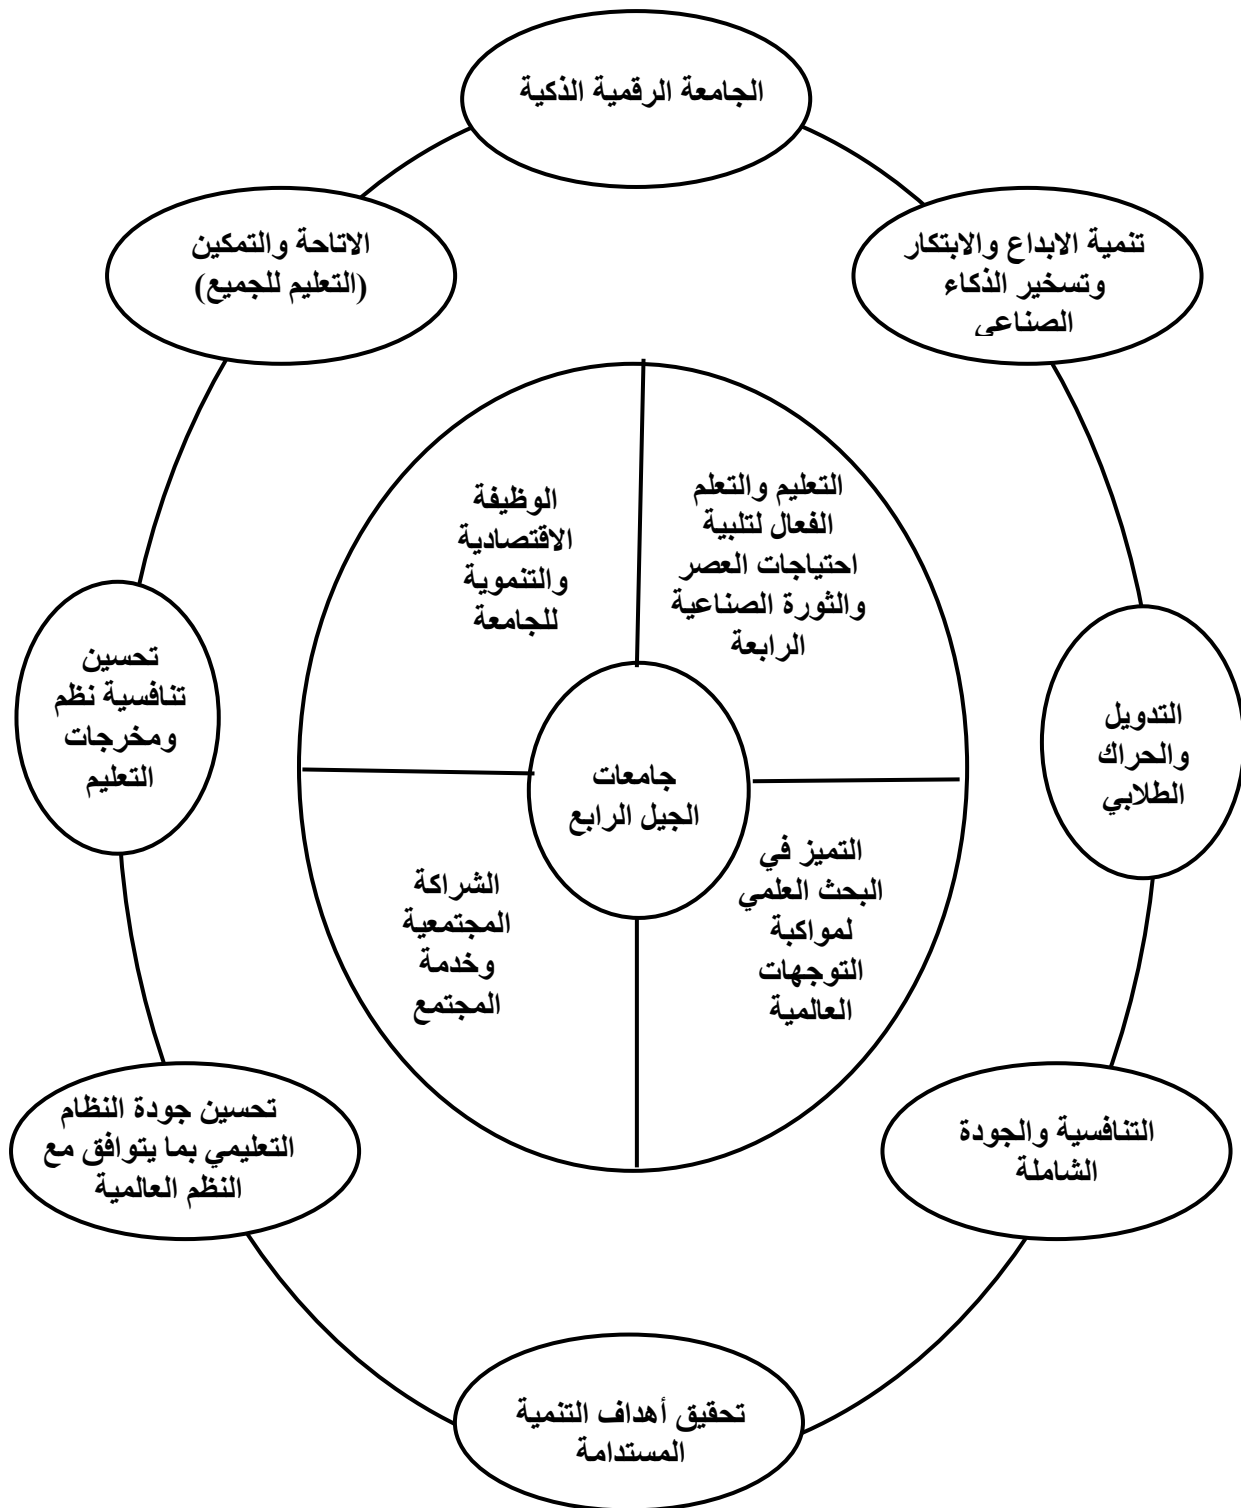 الجامعة الرقمية الذكية
تنمية الابداع والابتكار
وتسخير الذكاء
الصناعي
الاتاحة والتمكين
(التعليم للجميع)
التعليم والتعلم
الفعال لتلبية
احتياجات العصر
والثورة الصناعية
الرابعة
الوظيفة
الاقتصادية
والتنموية
للجامعة
التدويل
والحراك
الطلابي
جامعات
الجيل الرابع
تحسين
تنافسية نظم
ومخرجات
التعليم
التميز في
البحث العلمي
لمواكبة
التوجهات
العالمية
الشراكة
المجتمعية
وخدمة
المجتمع
التنافسية والجودة
الشاملة
تحسين جودة النظام
التعليمي بما يتوافق مع
النظم العالمية
تحقيق أهداف التنمية
المستدامة